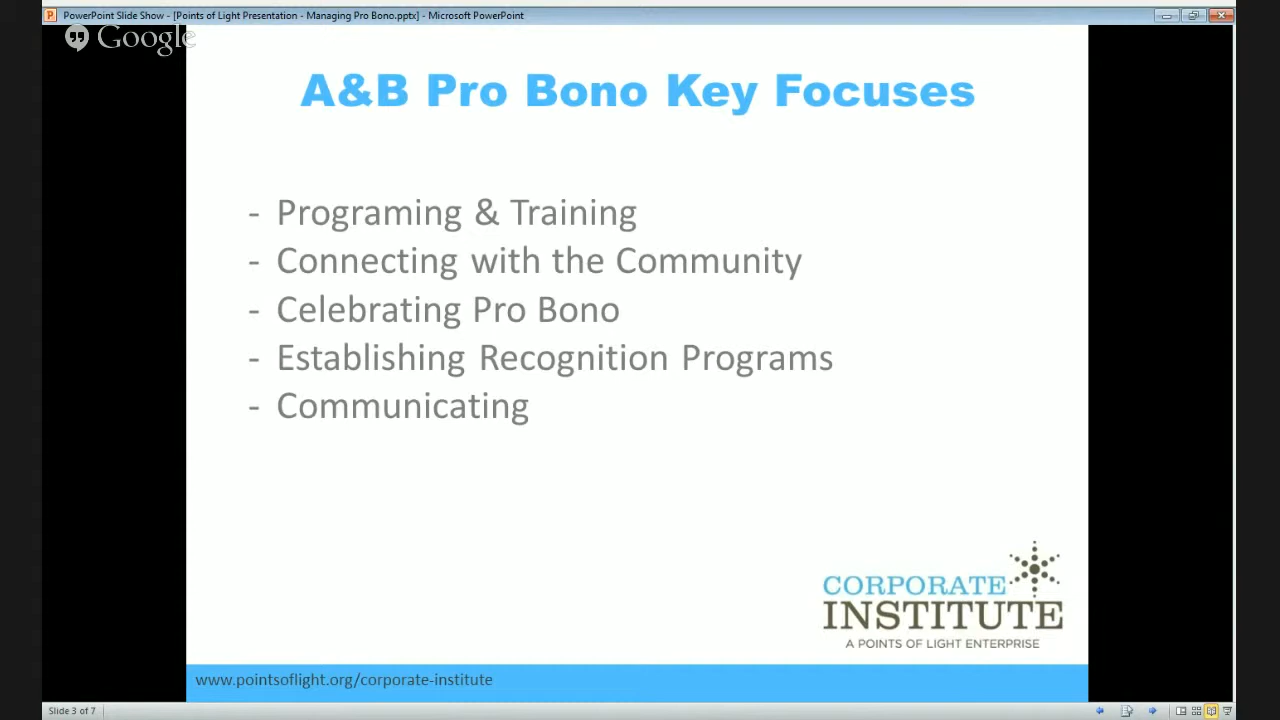 PowerPoint Slide Show - [Points of Light Presentation - Managing Pro Bono.pptx] - Microsoft PowerPoint
Google
A&B Pro Bono Key Focuses
- Programing & Training
- Connecting with the Community
- Celebrating Pro Bono
- Establishing Recognition Programs
- Communicating
CORPORATE
INSTITUTE
A POINTS OF LIGHT ENTERPRISE
www.pointsoflight.org/corporate-institute
Slide 3 of 7